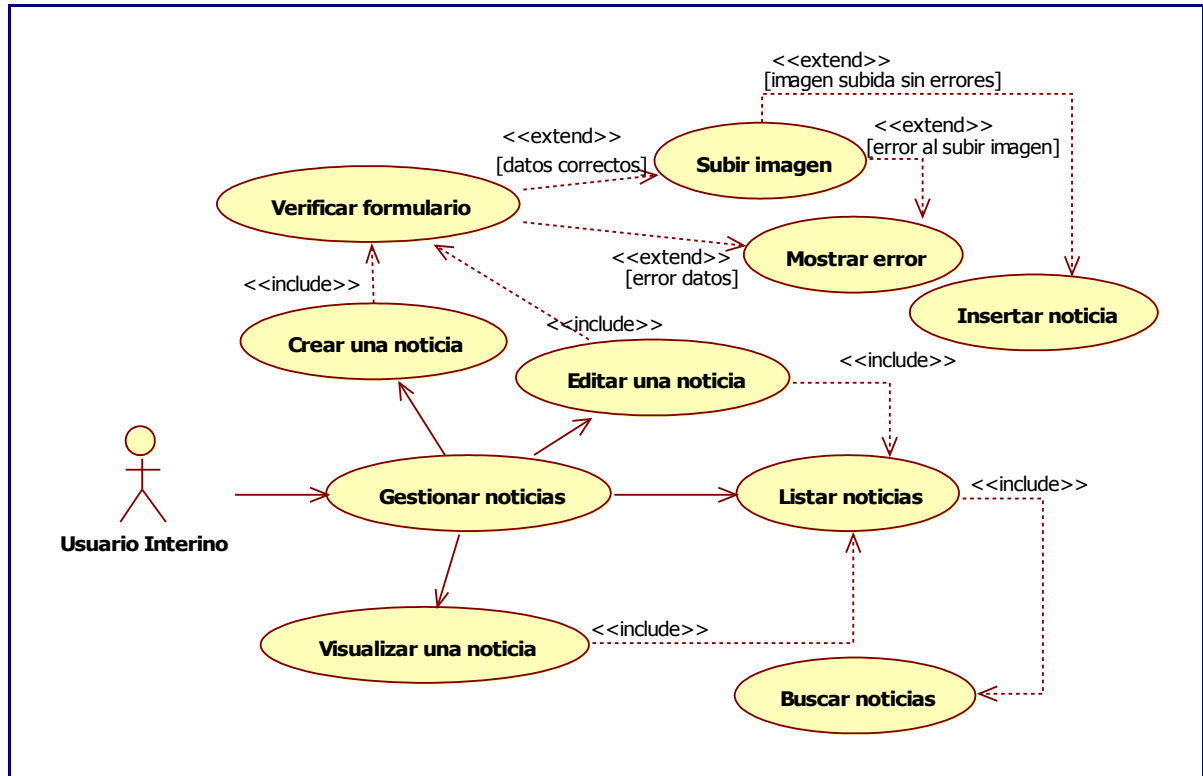 <<extend>>
[imagen subida sin errores]
<<extend>>
[error al subir imagen]
<<extend>>
[datos correctos]
Subir imagen
Verificar formulario
Mostrar error
<<extend>>
[error datos]
<<include>>
Insertar noticia
<<include>>
Crear una noticia
<<include>>
Editar una noticia
Gestionar noticias
Listar noticias
<<include>>
Usuario Interino
<<include>>
Visualizar una noticia
Buscar noticias